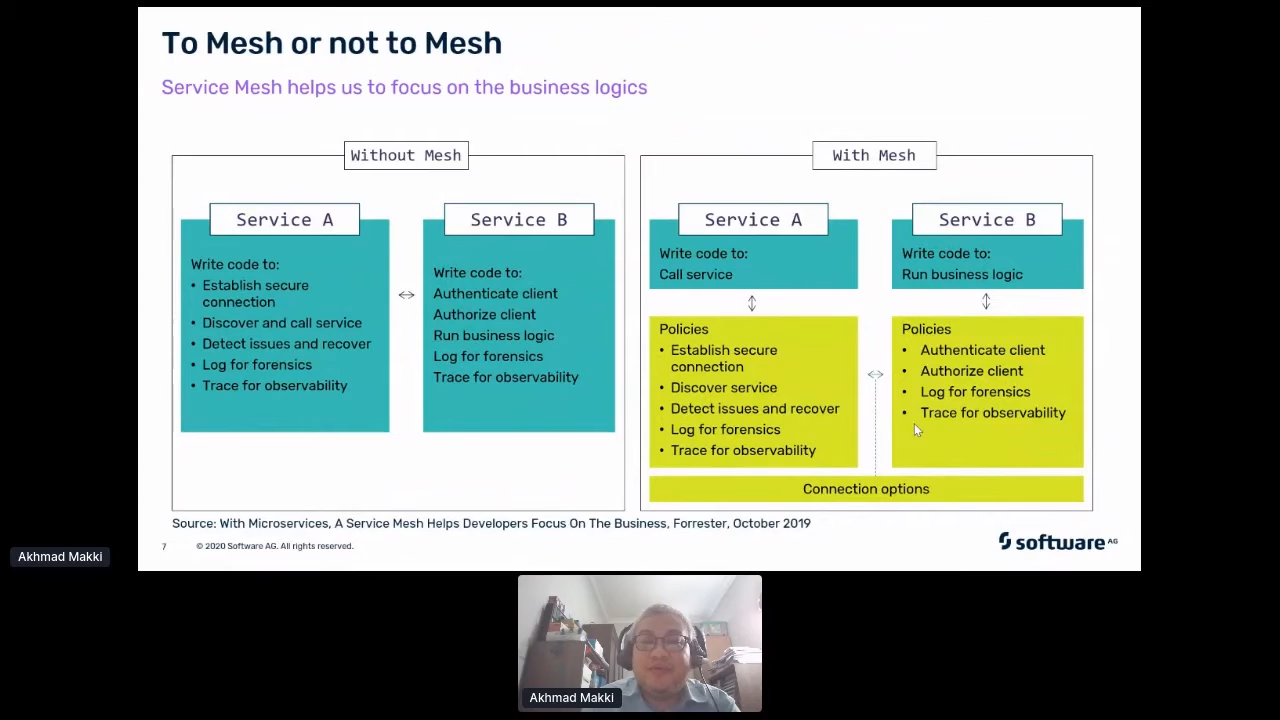 To Mesh or not to Mesh
Service Mesh helps us to focus on the business logics
Without Mesh
Service A
Write code to:
• Establish secure
connection
• Discover and call service
• Detect issues and recover
• Log for forensics
• Trace for observability
Service B
Write code to:
Authenticate client
Authorize client
Run business logic
Log for forensics
Trace for observability
With Mesh
Service A
Write code to:
Call service
Policies
• Establish secure
connection
• Discover service
• Detect issues and recover
• Log for forensics
• Trace for observability
Service B
Write code to:
Run business logic
Policies
• Authenticate client
• Authorize client
• Log for forensics
• Trace for observability
Connection options
Source: With Microservices, A Service Mesh Helps Developers Focus On The Business, Forrester, October 2019
7
© 2020 Software AG. All rights reserved.
software AG
Akhmad Makki
Akhmad Makki